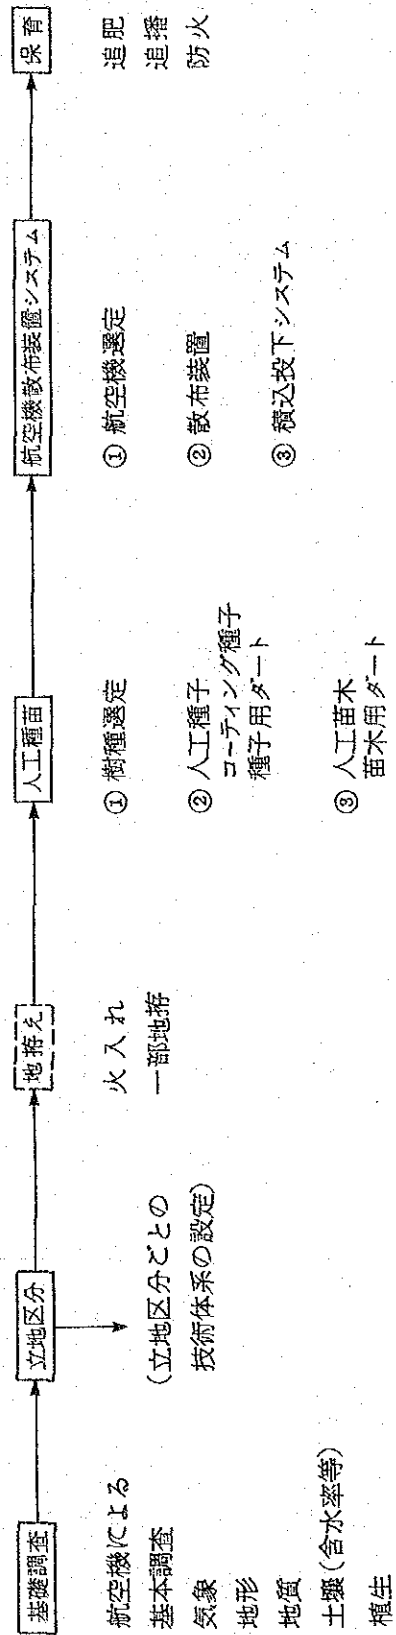 基礎調査
航空機による
基本調査
気象
地形
地質
土壌(含水率等)
植生
立地区分
(立地区分ごとの
技術体系の設定)
地拵え
火入れ
一部地拵
人工種苗
① 樹種選定
② 人工種子
コーティング種子
種子用ダート
③ 人工苗木
苗木用ダート
航空機散布装置システム
① 航空機選定
② 散布装置
③ 積込投下システム
保育
追肥
追播
防火